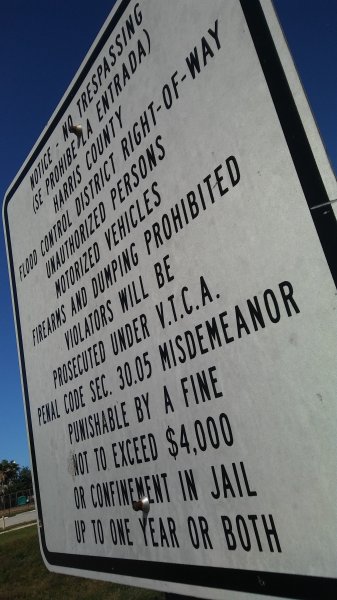 NOTICE - NO TRESPASSING
(SE PROHIBE LA ENTRADA)
HARRIS COUNTY
FLOOD CONTROL DISTRICT RIGHT-OF-WAY
UNAUTHORIZED PERSONS
MOTORIZED VEHICLES
FIREARMS AND DUMPING PROHIBITED
VIOLATORS WILL BE
PROSECUTED UNDER V.T.C.A.
PENAL CODE SEC. 30.05 MISDEMEANOR
PUNISHABLE BY A FINE
NOT TO EXCEED $4,000
OR CONFINEMENT IN JAIL
UP TO ONE YEAR OR BOTH